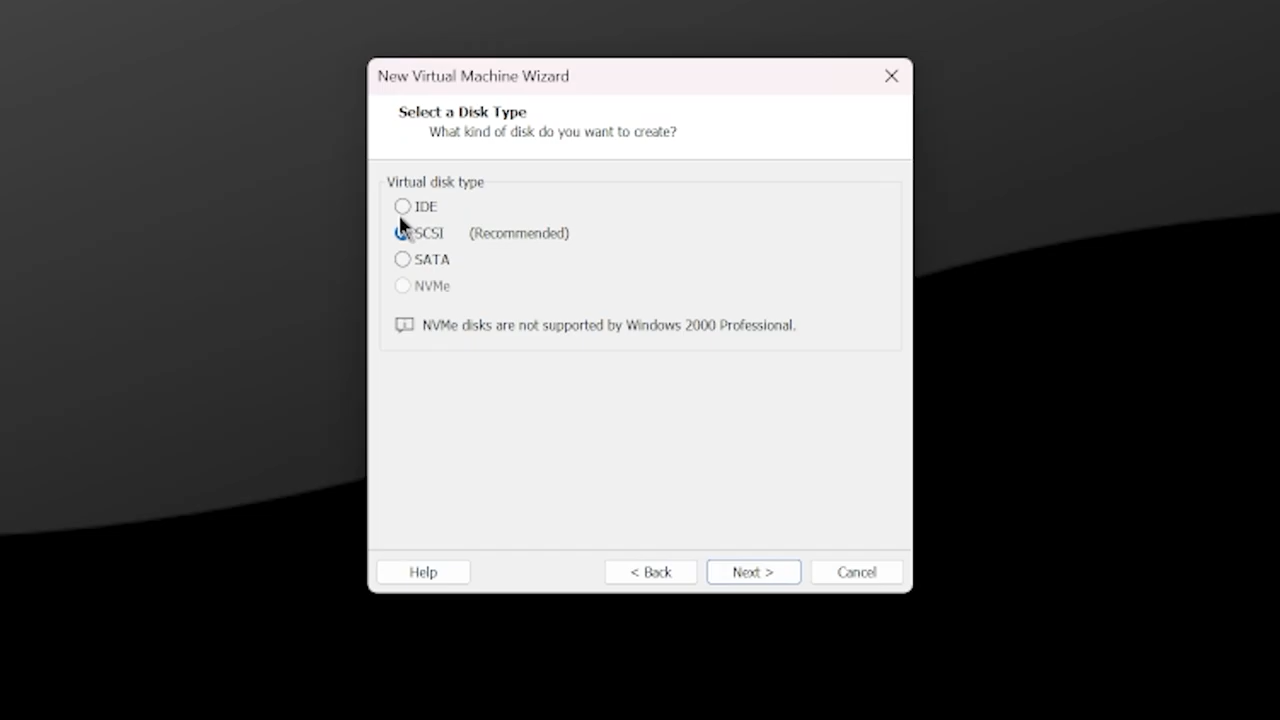 New Virtual Machine Wizard
Select a Disk Type
What kind of disk do you want to create?
Virtual disk type
IDE
SCSI (Recommended)
SATA
NVMe
NVMe disks are not supported by Windows 2000 Professional.
Help < Back Next > Cancel